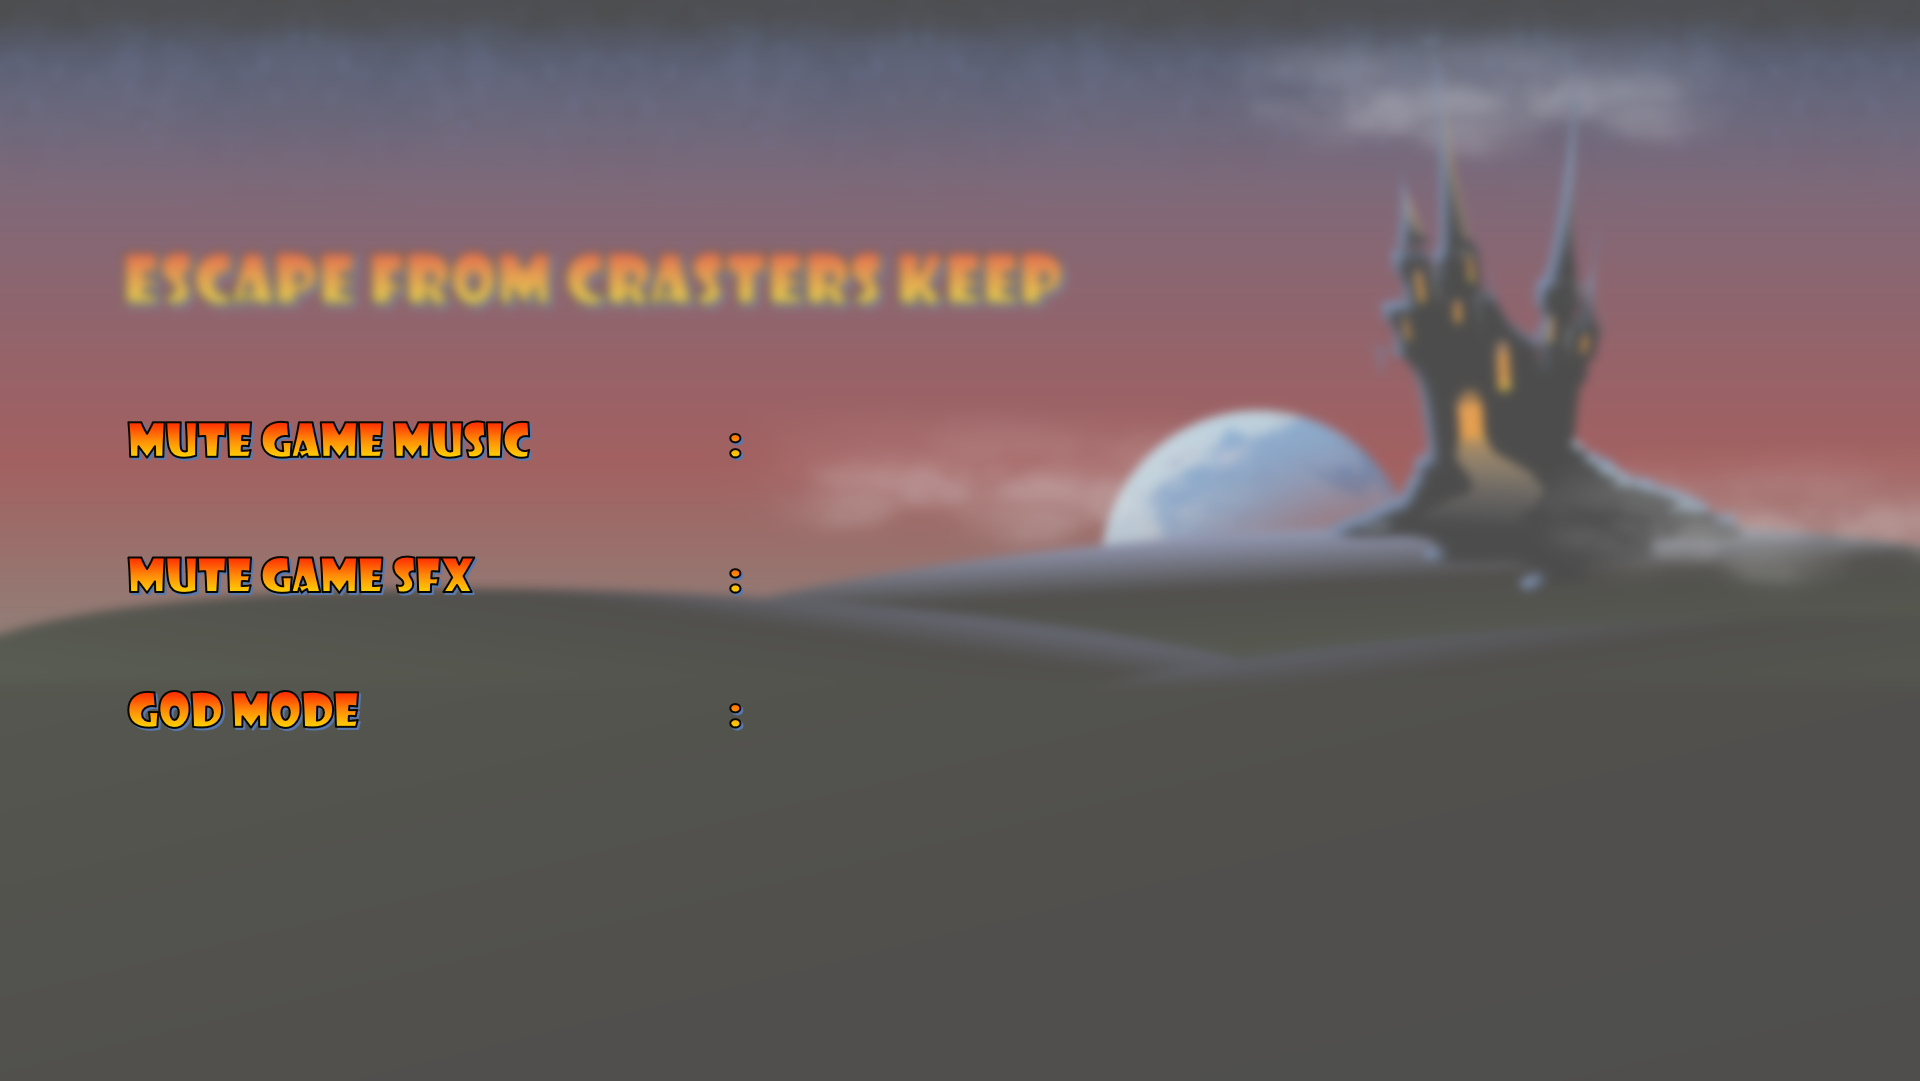 ESCAPE FROM CRASTERS KEEP
MUTE GAME MUSIC :
MUTE GAME SFX :
GOD MODE :